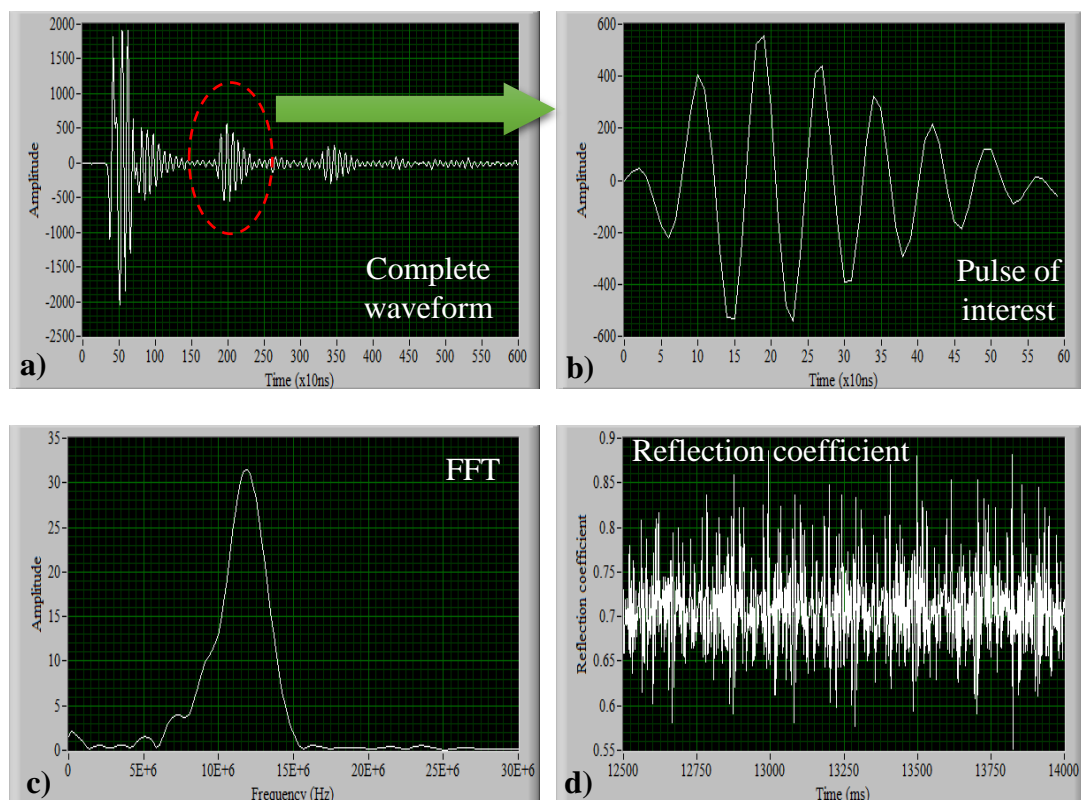 2000
1500
1000
500
0
-500
-1000
-1500
-2000
-2500
Amplitude
0 50 100 150 200 250 300 350 400 450 500 550 600
Time (x10ns)
Complete
waveform
a)
600
400
200
0
-200
-400
-600
Amplitude
0 5 10 15 20 25 30 35 40 45 50 55 59
Time (x10ns)
Pulse of
interest
b)
35
30
25
20
15
10
5
0
Amplitude
0 5E+6 10E+6 15E+6 20E+6 25E+6 30E+6
Frequency (Hz)
FFT
c)
Reflection coefficient
0.9
0.85
0.8
0.75
0.7
0.65
0.6
0.55
Reflection coefficient
12500 12750 13000 13250 13500 13750 14000
Time (ms)
d)